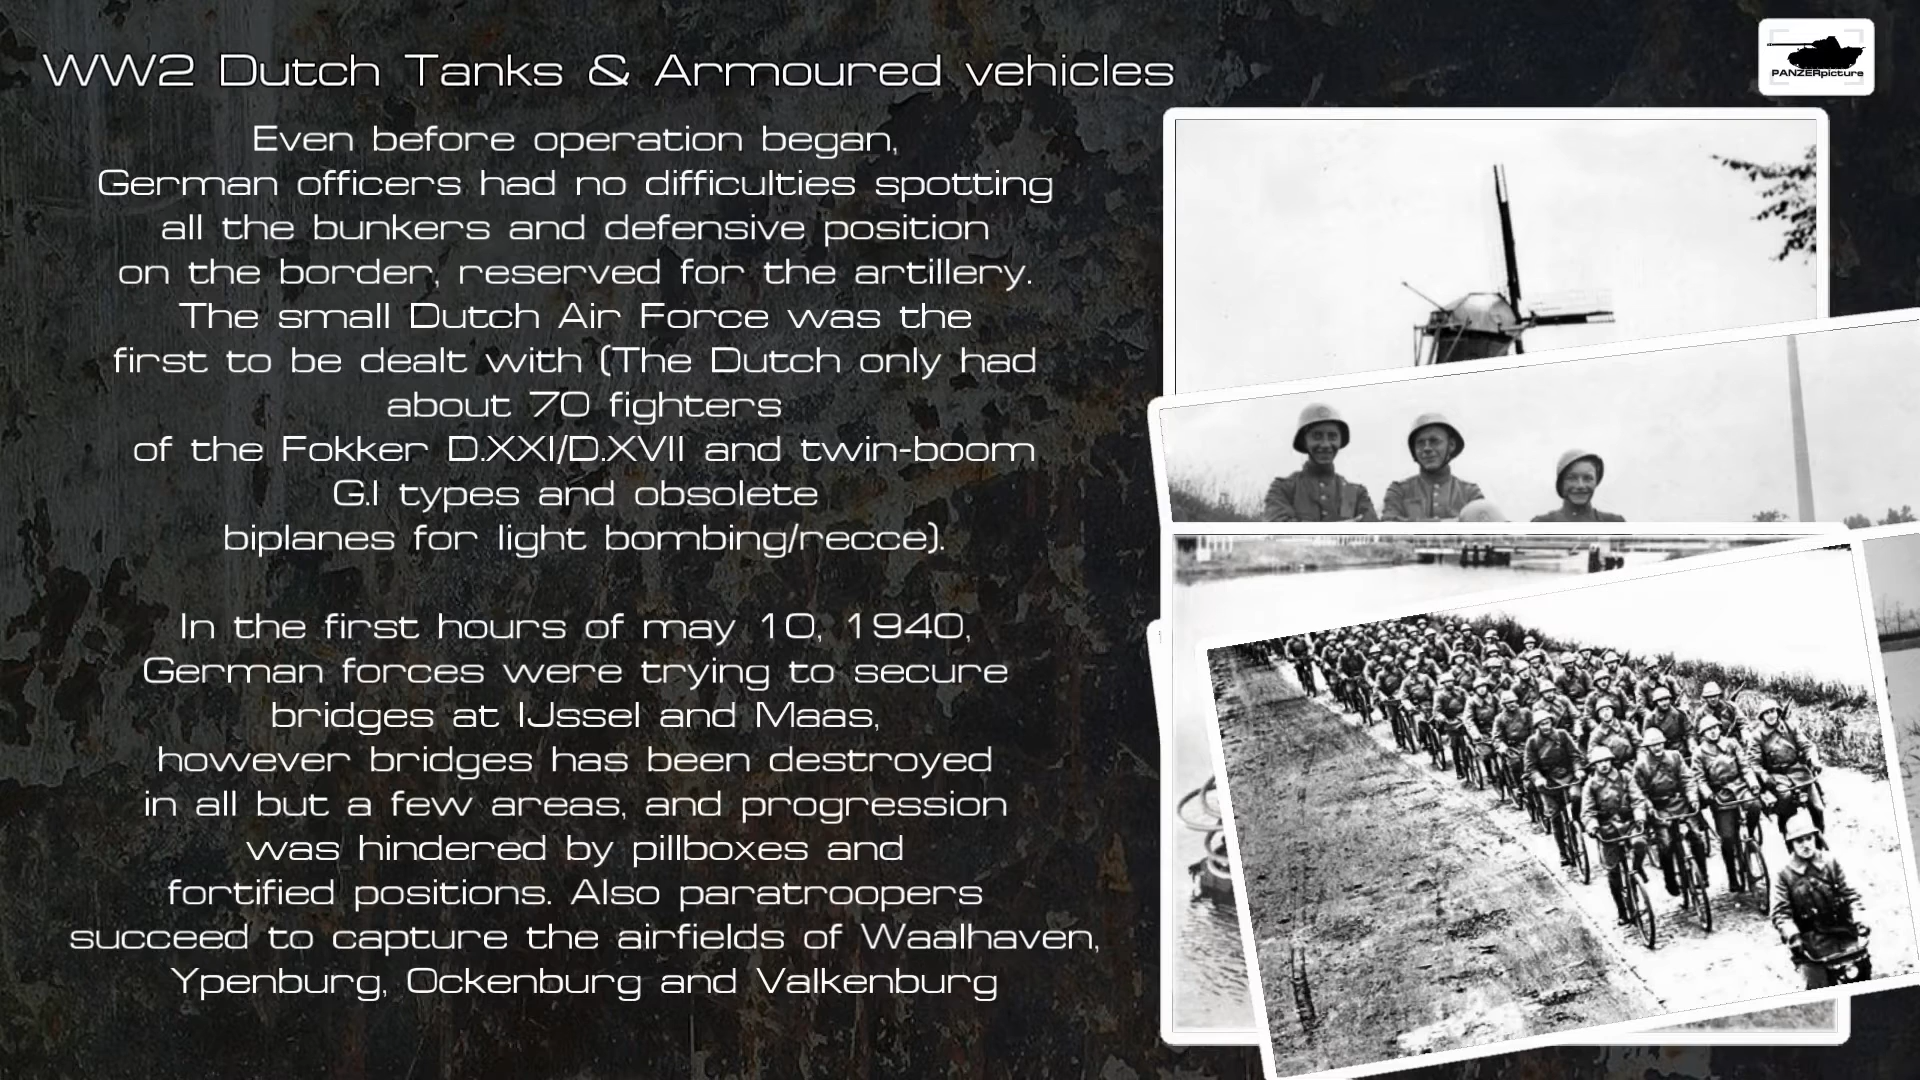 WW2 Dutch Tanks & Armoured vehicles
PANZERpicture
Even before operation began,
German officers had no difficulties spotting
all the bunkers and defensive position
on the border, reserved for the artillery.
The small Dutch Air Force was the
first to be dealt with (The Dutch only had
about 70 fighters
of the Fokker D.XXI/D.XVII and twin-boom
G.I types and obsolete
biplanes for light bombing/recce).
In the first hours of may 10, 1940,
German forces were trying to secure
bridges at IJssel and Maas,
however bridges has been destroyed
in all but a few areas, and progression
was hindered by pillboxes and
fortified positions. Also paratroopers
succeed to capture the airfields of Waalhaven,
Ypenburg, Ockenburg and Valkenburg